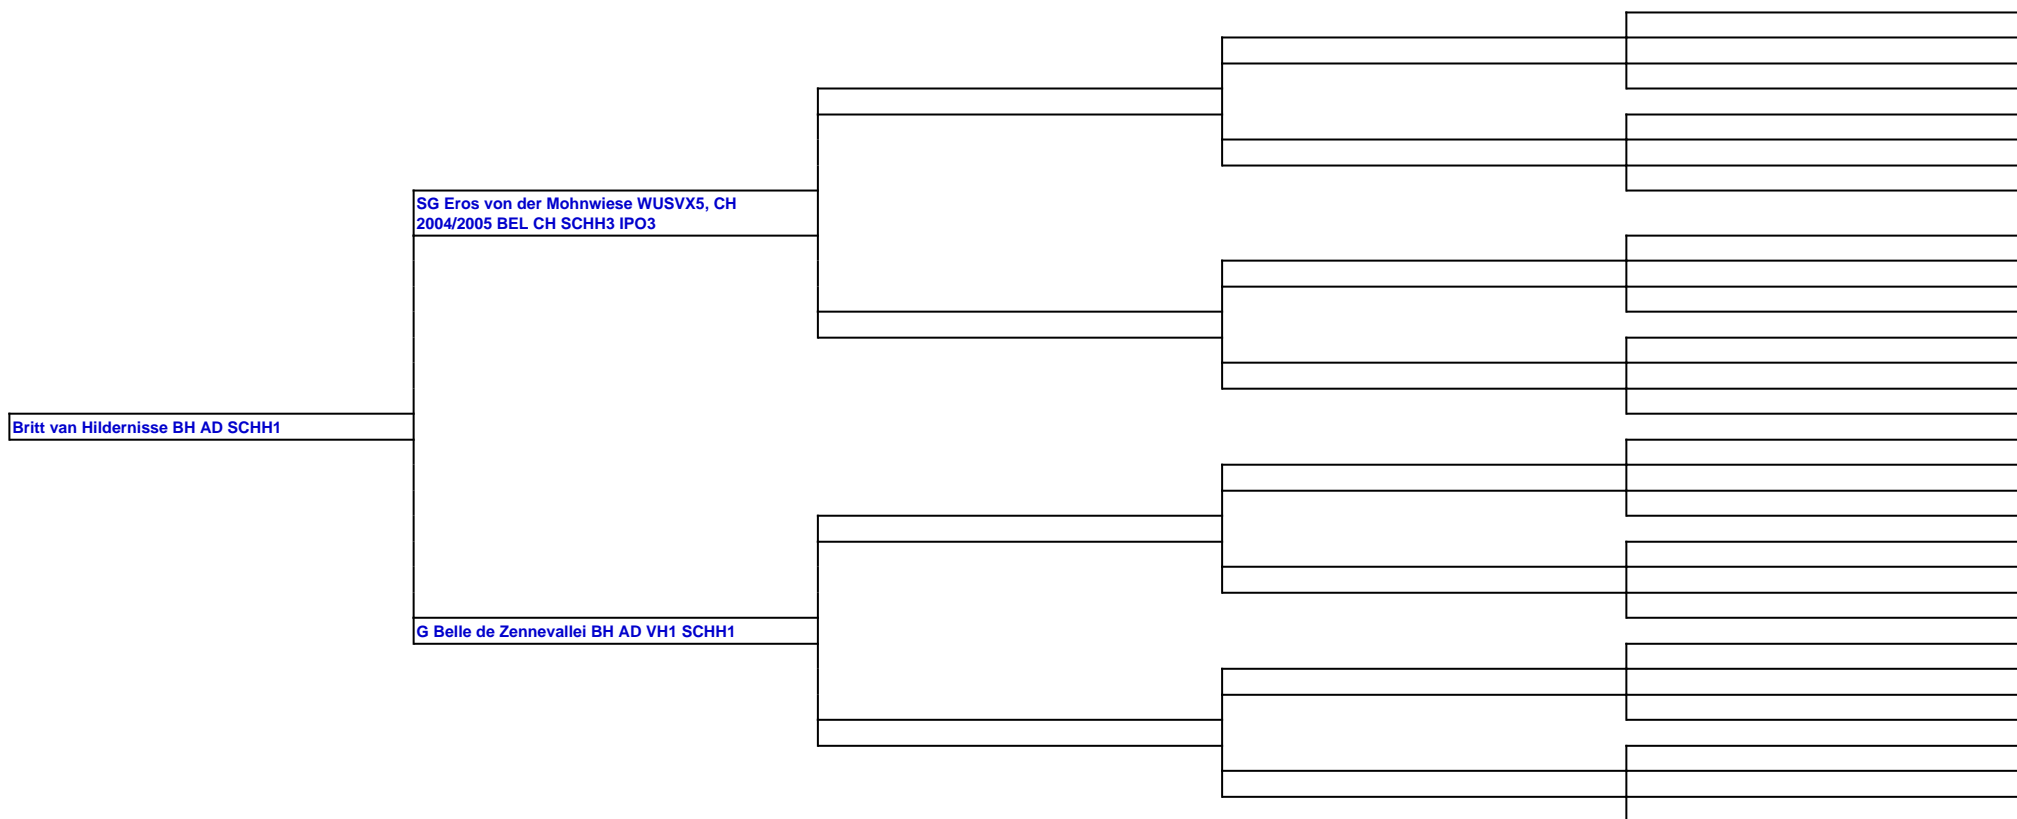 SG Eros von der Mohnwiese WUSVX5, CH
2004/2005 BEL CH SCHH3 IPO3
Britt van Hildernisse BH AD SCHH1
G Belle de Zennevallei BH AD VH1 SCHH1